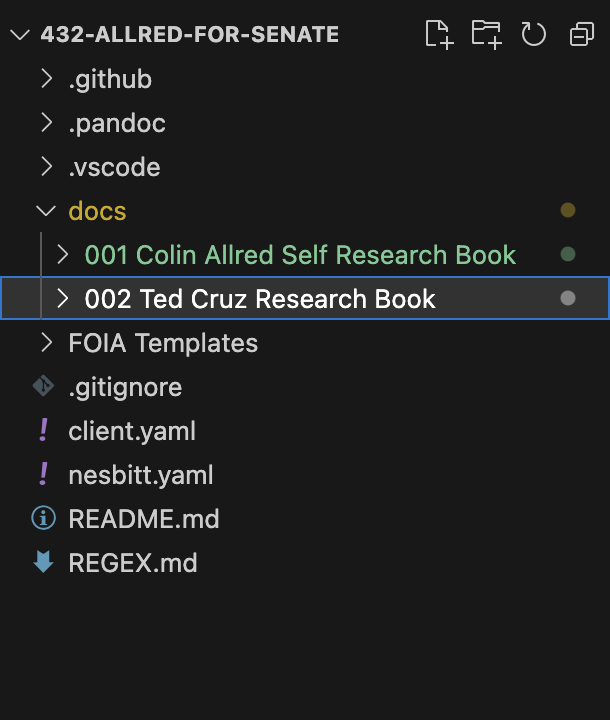 432-ALLRED-FOR-SENATE
.github
.pandoc
.vscode
docs
001 Colin Allred Self Research Book
002 Ted Cruz Research Book
FOIA Templates
.gitignore
client.yaml
nesbitt.yaml
README.md
REGEX.md